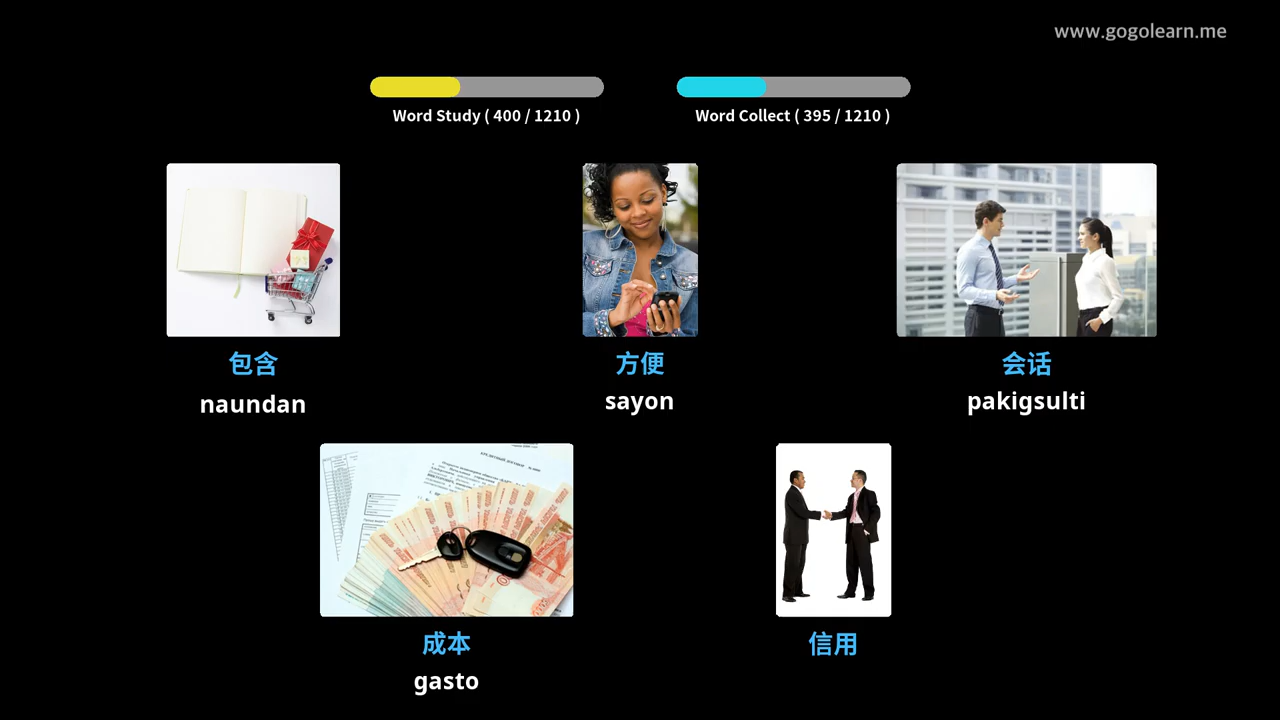 www.gogolearn.me
Word Study ( 400 / 1210 )
Word Collect ( 395 / 1210 )
包含
naundan
方便
sayon
会话
pakigsulti
成本
gasto
信用